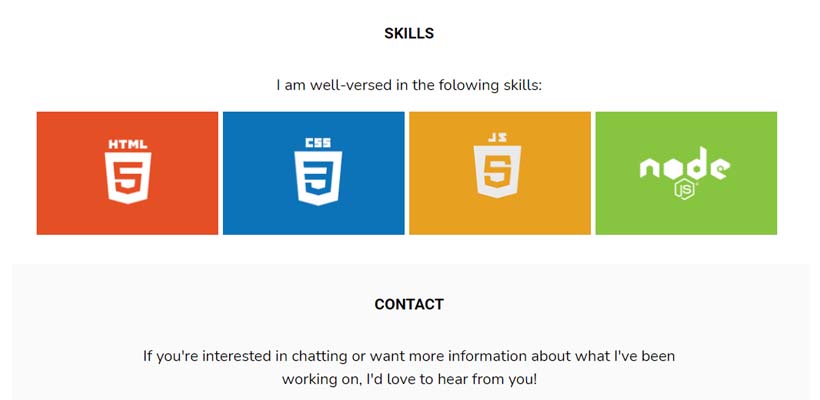 SKILLS
I am well-versed in the folowing skills:
HTML CSS JS node
5 3 5 JS
CONTACT
If you're interested in chatting or want more information about what I've been
working on, I'd love to hear from you!